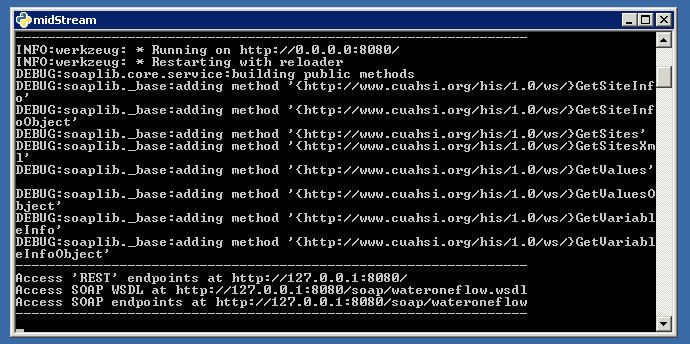 midStream
----------------------------------------------------------------
INFO:werkzeug: * Running on http://0.0.0.0:8080/
INFO:werkzeug: * Restarting with reloader
DEBUG:soaplib.core.service:building public methods
DEBUG:soaplib._base:adding method '{http://www.cuahsi.org/his/1.0/ws/}GetSiteInf
o'
DEBUG:soaplib._base:adding method '{http://www.cuahsi.org/his/1.0/ws/}GetSiteInf
oObject'
DEBUG:soaplib._base:adding method '{http://www.cuahsi.org/his/1.0/ws/}GetSites'
DEBUG:soaplib._base:adding method '{http://www.cuahsi.org/his/1.0/ws/}GetSitesXm
l'
DEBUG:soaplib._base:adding method '{http://www.cuahsi.org/his/1.0/ws/}GetValues'
DEBUG:soaplib._base:adding method '{http://www.cuahsi.org/his/1.0/ws/}GetValuesO
bject'
DEBUG:soaplib._base:adding method '{http://www.cuahsi.org/his/1.0/ws/}GetVariabl
eInfo'
DEBUG:soaplib._base:adding method '{http://www.cuahsi.org/his/1.0/ws/}GetVariabl
eInfoObject'
----------------------------------------------------------------
Access 'REST' endpoints at http://127.0.0.1:8080/
Access SOAP WSDL at http://127.0.0.1:8080/soap/wateroneflow.wsdl
Access SOAP endpoints at http://127.0.0.1:8080/soap/wateroneflow
----------------------------------------------------------------